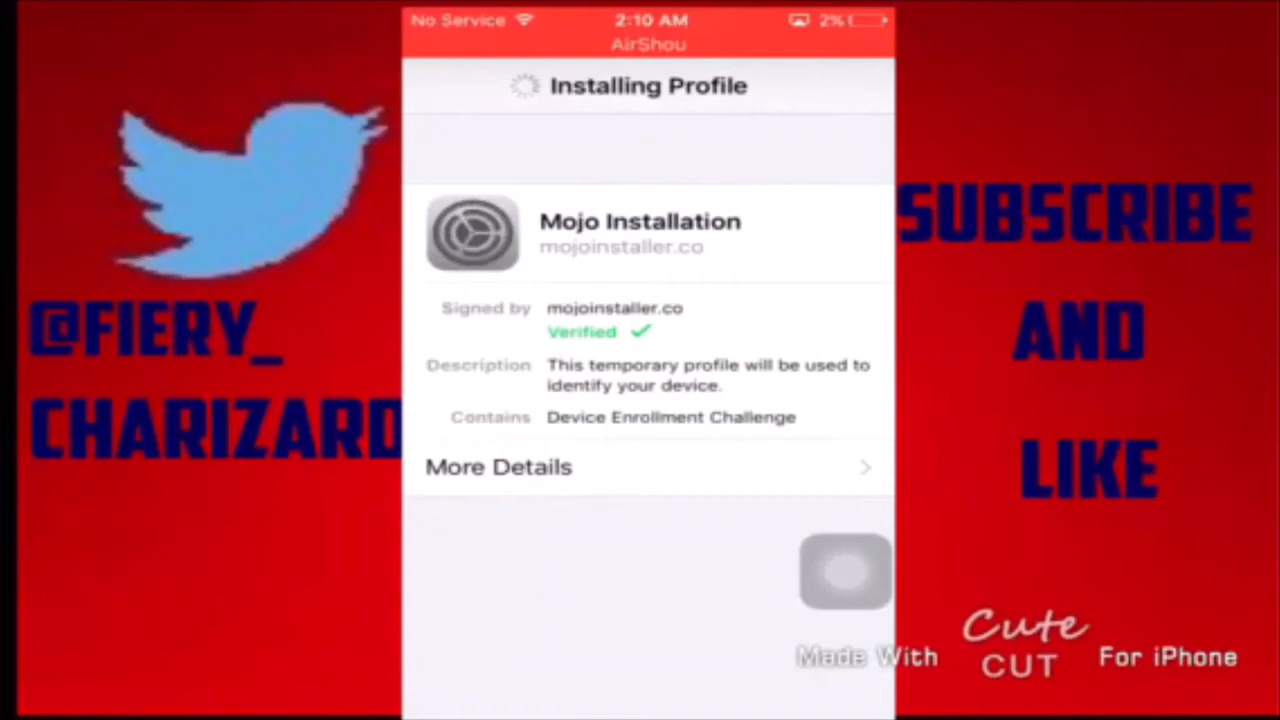 No Service 2:10 AM 2%
AirShou
Installing Profile
Mojo Installation
mojoinstaller.co
Signed by mojoinstaller.co
Verified
Description This temporary profile will be used to
identify your device.
Contains Device Enrollment Challenge
More Details
@FIERY_
CHARIZARD
SUBSCRIBE
AND
LIKE
Made With Cute CUT For iPhone